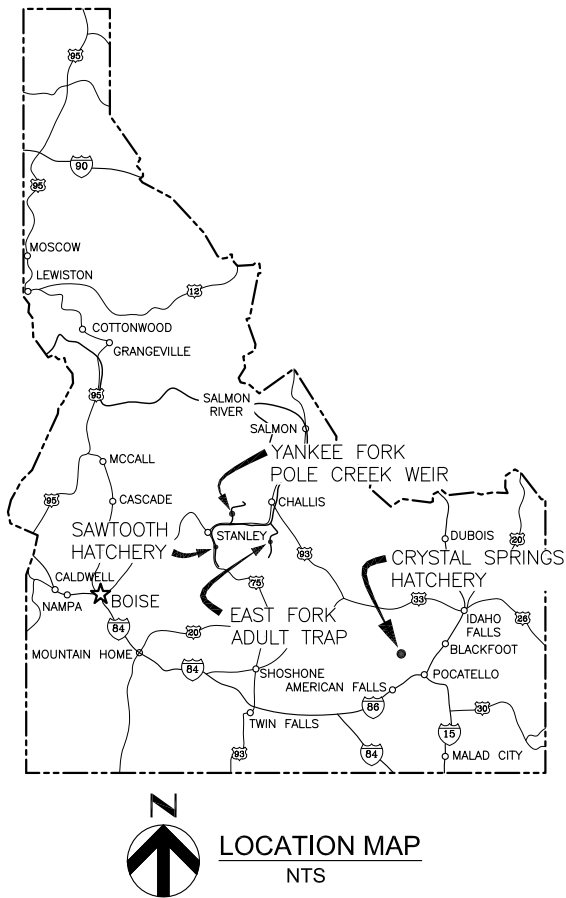 95
90
95
MOSCOW
LEWISTON
12
COTTONWOOD
GRANGEVILLE
95
SALMON
RIVER
SALMON
YANKEE FORK
POLE CREEK WEIR
MCCALL
95
CASCADE
CHALLIS
SAWTOOTH
HATCHERY
STANLEY
DUBOIS
20
93
CRYSTAL SPRINGS
HATCHERY
CALDWELL
NAMPA
BOISE
75
33
IDAHO
FALLS
26
EAST FORK
ADULT TRAP
84
20
BLACKFOOT
MOUNTAIN HOME
84
SHOSHONE
AMERICAN FALLS
POCATELLO
86
30
TWIN FALLS
15
93
84
MALAD CITY
N
LOCATION MAP
NTS